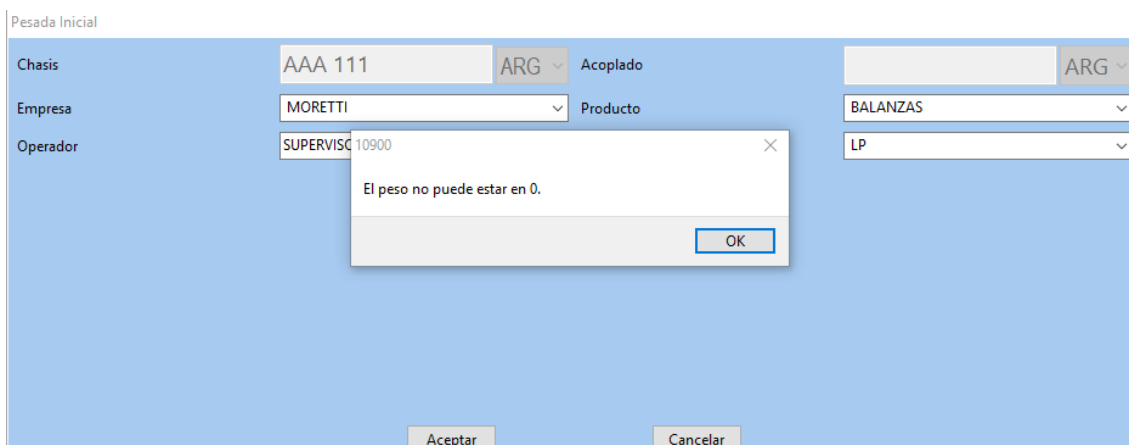 Pesada Inicial
Chasis AAA 111 ARG Acoplado ARG
Empresa MORETTI Producto BALANZAS
Operador LP
10900
El peso no puede estar en 0.
OK
Aceptar Cancelar